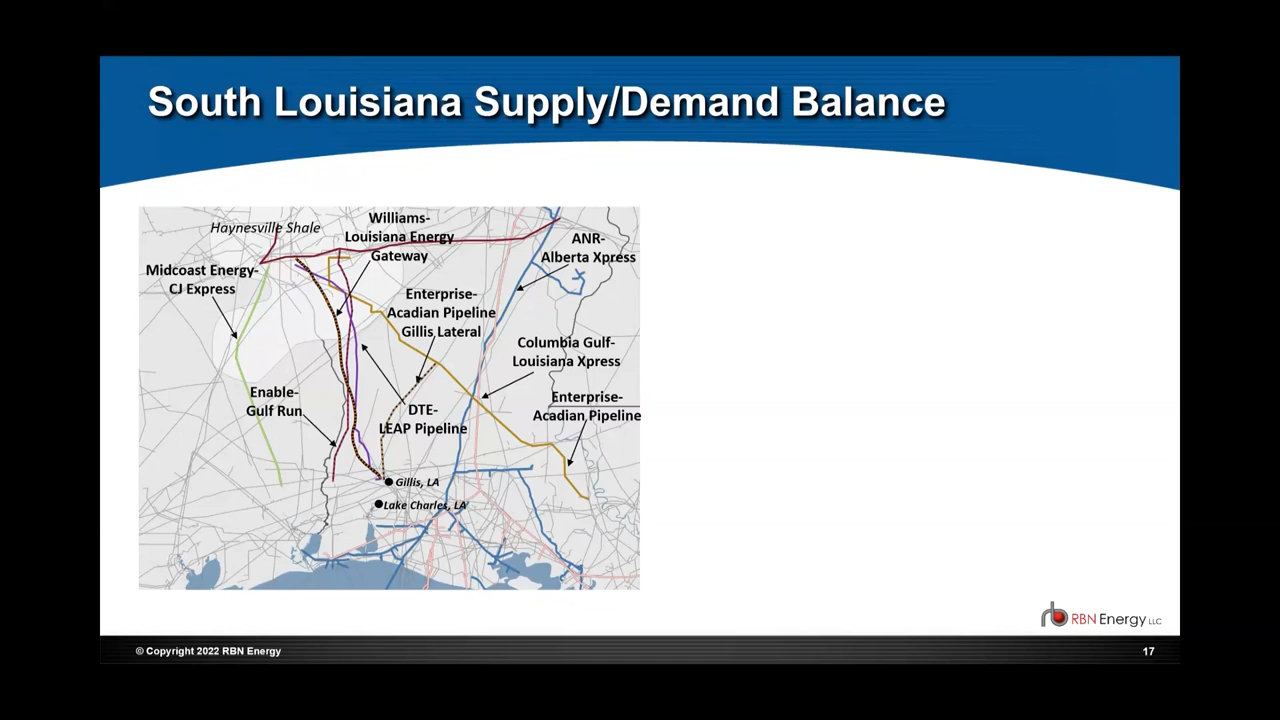 South Louisiana Supply/Demand Balance
Haynesville Shale
Williams-
Louisiana Energy
Gateway
ANR-
Alberta Xpress
Midcoast Energy-
CJ Express
Enterprise-
Acadian Pipeline
Gillis Lateral
Columbia Gulf-
Louisiana Xpress
Enable-
Gulf Run
DTE-
LEAP Pipeline
Enterprise-
Acadian Pipeline
Gillis, LA
Lake Charles, LA
rb RBN Energy LLC
© Copyright 2022 RBN Energy
17